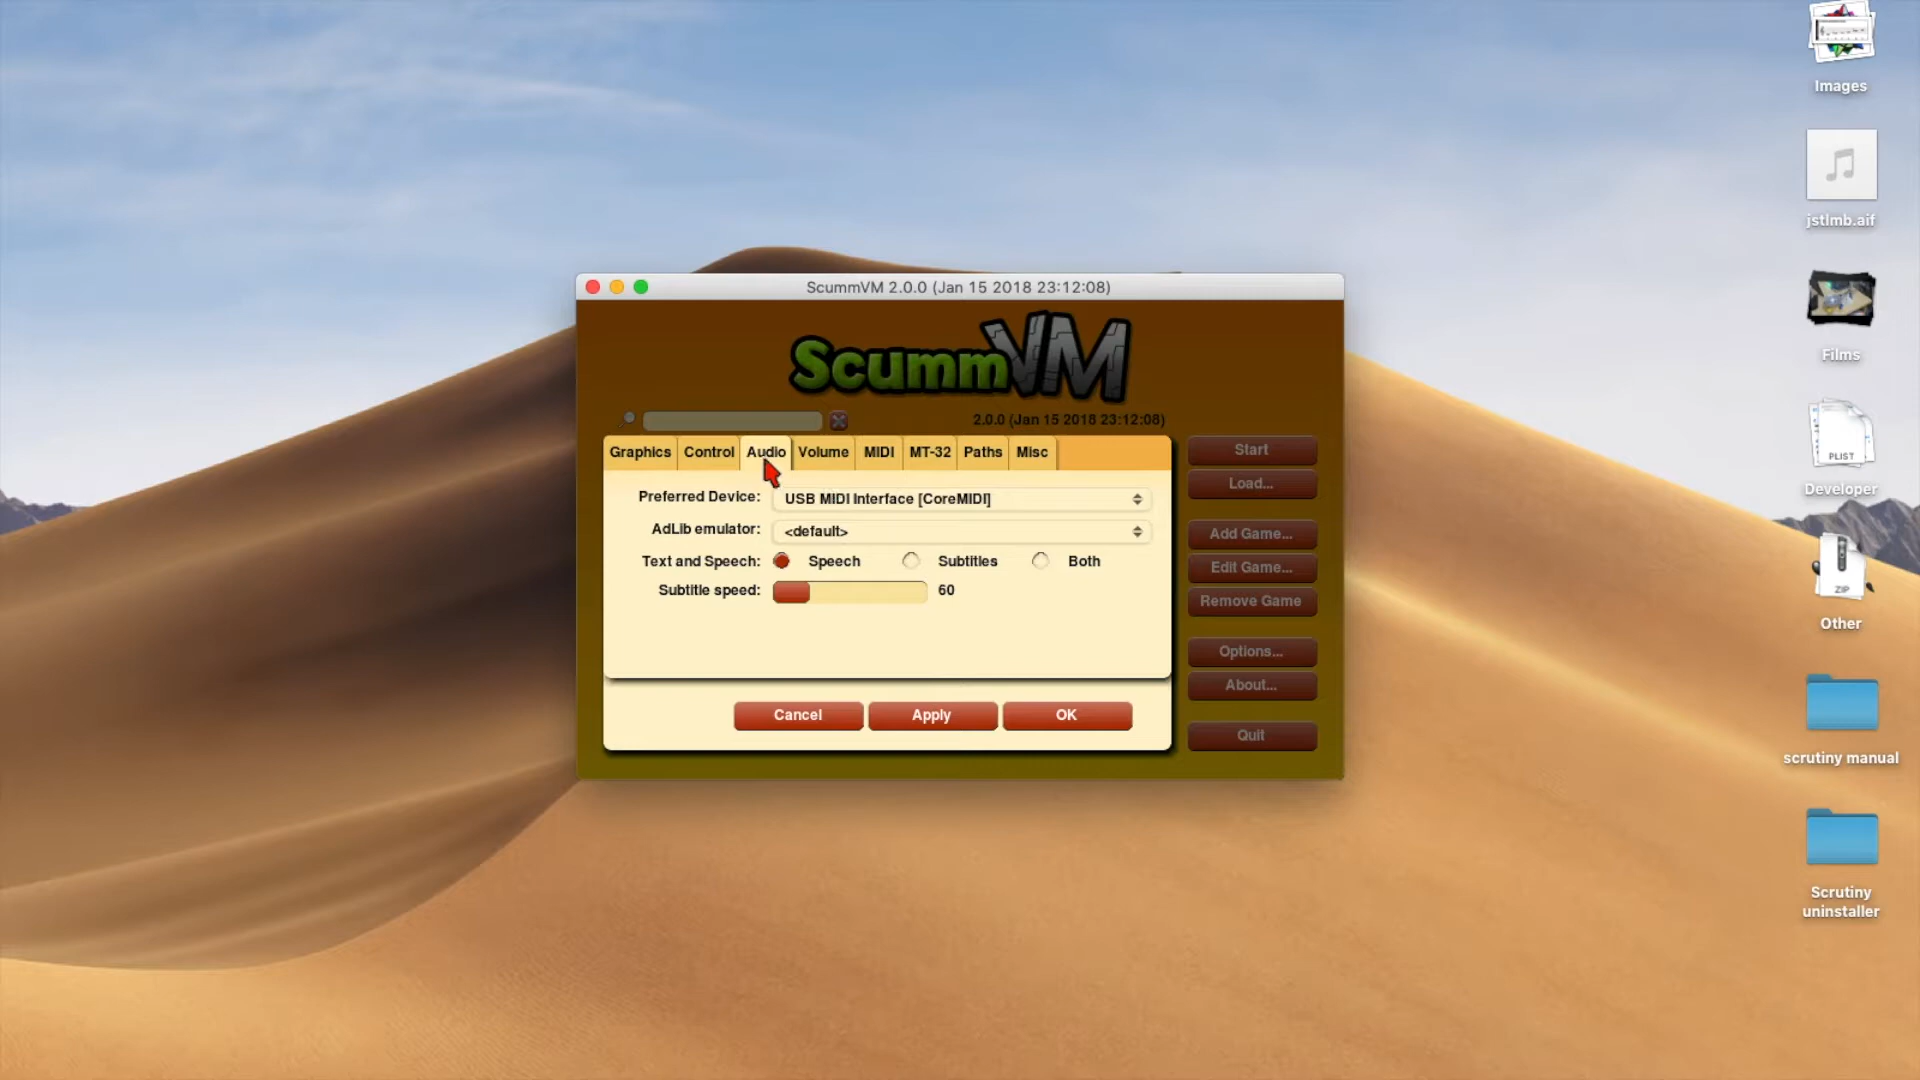 Images
jstlmb.aif
Films
PLIST
Developer
ZIP
Other
scrutiny manual
Scrutiny
uninstaller
ScummVM 2.0.0 (Jan 15 2018 23:12:08)
ScummVM
2.0.0 (Jan 15 2018 23:12:08)
Graphics Control Audio Volume MIDI MT-32 Paths Misc
Preferred Device: USB MIDI Interface [CoreMIDI]
AdLib emulator: <default>
Text and Speech: Speech Subtitles Both
Subtitle speed: 60
Cancel Apply OK
Start
Load...
Add Game...
Edit Game...
Remove Game
Options...
About...
Quit